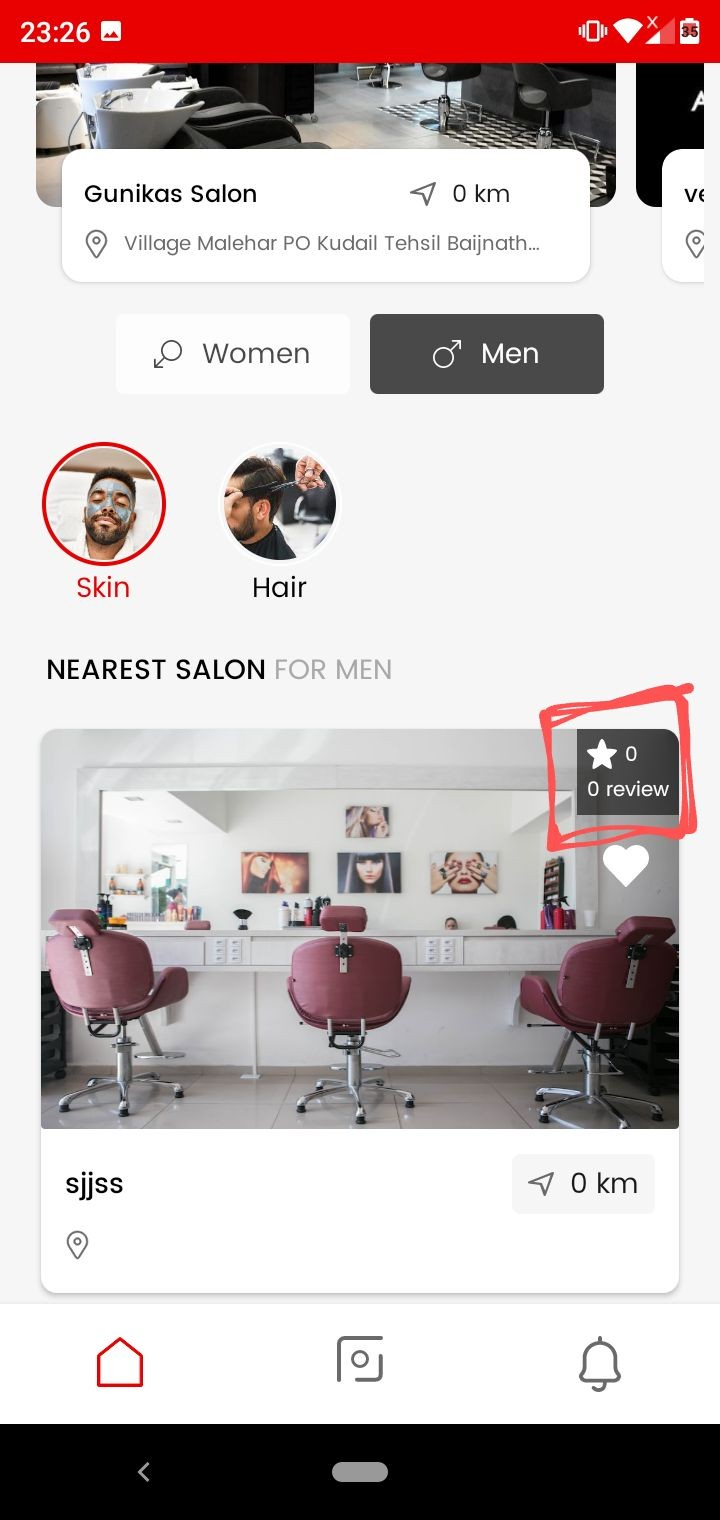 23:26
35
Gunikas Salon
0 km
Village Malehar PO Kudail Tehsil Baijnath...
Women
Men
Skin
Hair
NEAREST SALON FOR MEN
0
0 review
sjjss
0 km